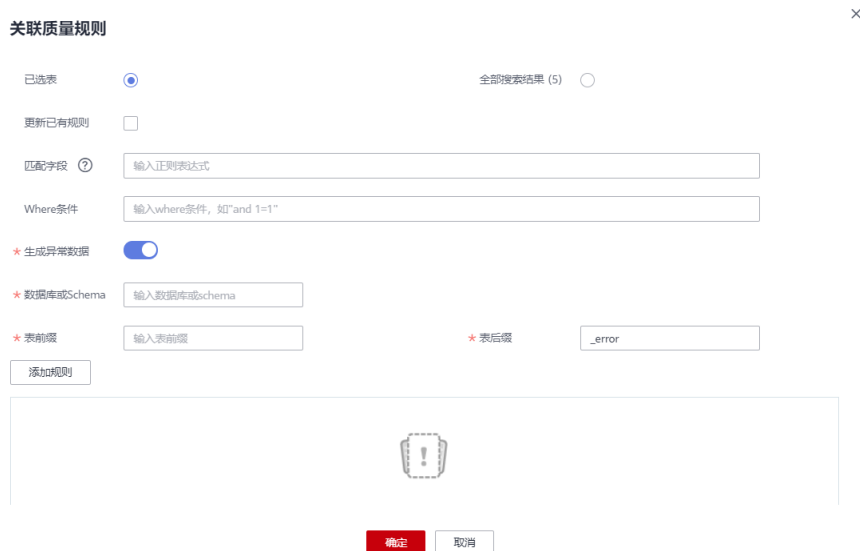 关联质量规则
已选表 全部搜索结果 (5)
更新已有规则
匹配字段 ? 输入正则表达式
Where条件 输入where条件，如"and 1=1"
* 生成异常数据
* 数据库或Schema 输入数据库或schema
* 表前缀 输入表前缀 * 表后缀 _error
添加规则
确定 取消